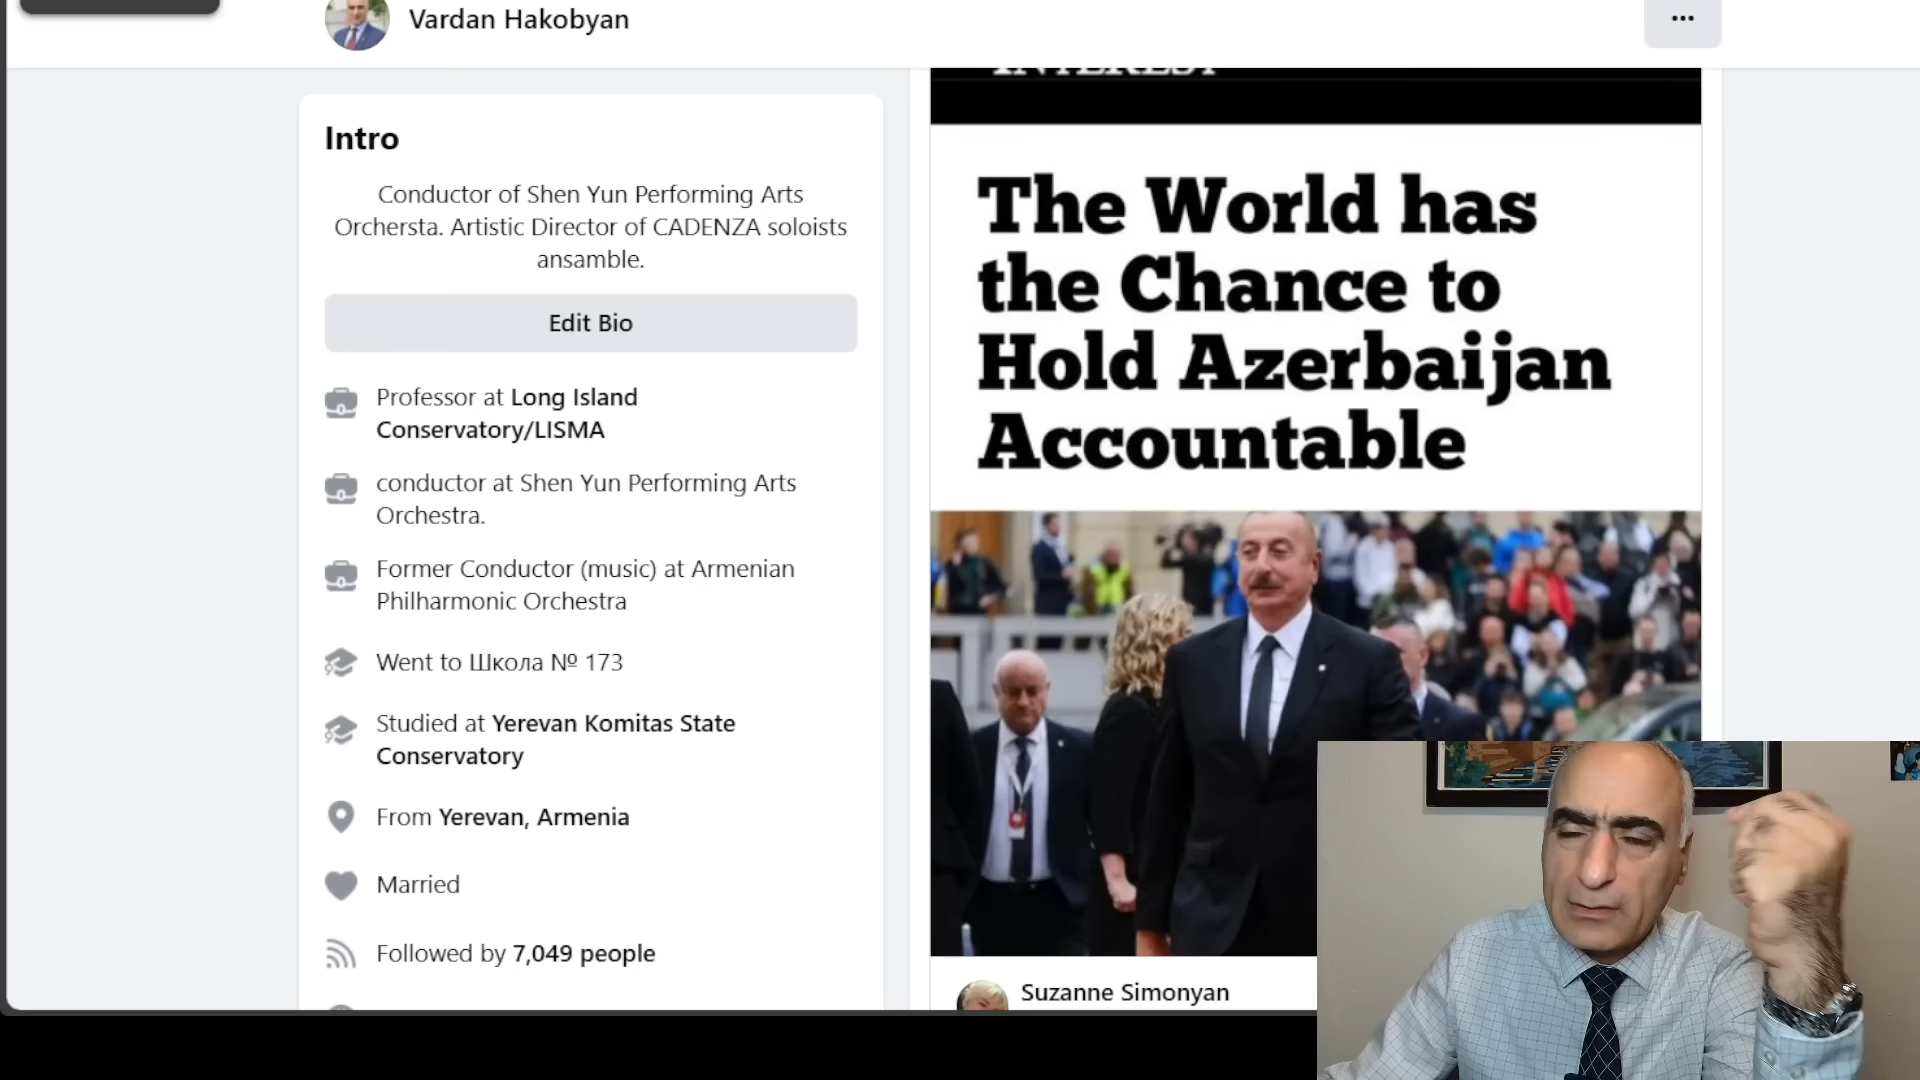 Vardan Hakobyan
Intro
Conductor of Shen Yun Performing Arts
Orchersta. Artistic Director of CADENZA soloists
ansamble.
Edit Bio
Professor at Long Island
Conservatory/LISMA
conductor at Shen Yun Performing Arts
Orchestra.
Former Conductor (music) at Armenian
Philharmonic Orchestra
Went to Школа № 173
Studied at Yerevan Komitas State
Conservatory
From Yerevan, Armenia
Married
Followed by 7,049 people
INTEREST
The World has
the Chance to
Hold Azerbaijan
Accountable
Suzanne Simonyan